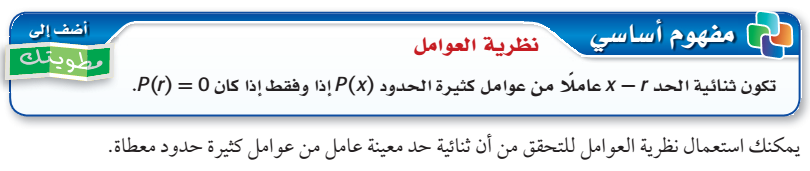 مفهوم أساسي
نظرية العوامل
أضف إلى
مطويتك
تكون ثنائية الحد x − r عاملًا من عوامل كثيرة الحدود P(x) إذا وفقط إذا كان P(r) = 0.
يمكنك استعمال نظرية العوامل للتحقق من أن ثنائية حد معينة عامل من عوامل كثيرة حدود معطاة.